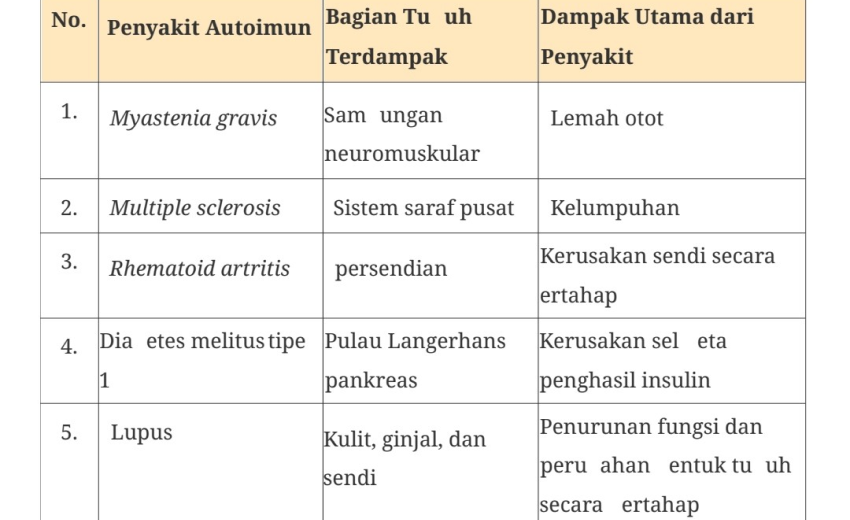 No. Penyakit Autoimun Bagian Tu uh Terdampak Dampak Utama dari Penyakit
1. Myastenia gravis Sam ungan neuromuskular Lemah otot
2. Multiple sclerosis Sistem saraf pusat Kelumpuhan
3. Rhematoid artritis persendian Kerusakan sendi secara ertahap
4. Dia etes melitus tipe 1 Pulau Langerhans pankreas Kerusakan sel eta penghasil insulin
5. Lupus Kulit, ginjal, dan sendi Penurunan fungsi dan peru ahan entuk tu uh secara ertahap